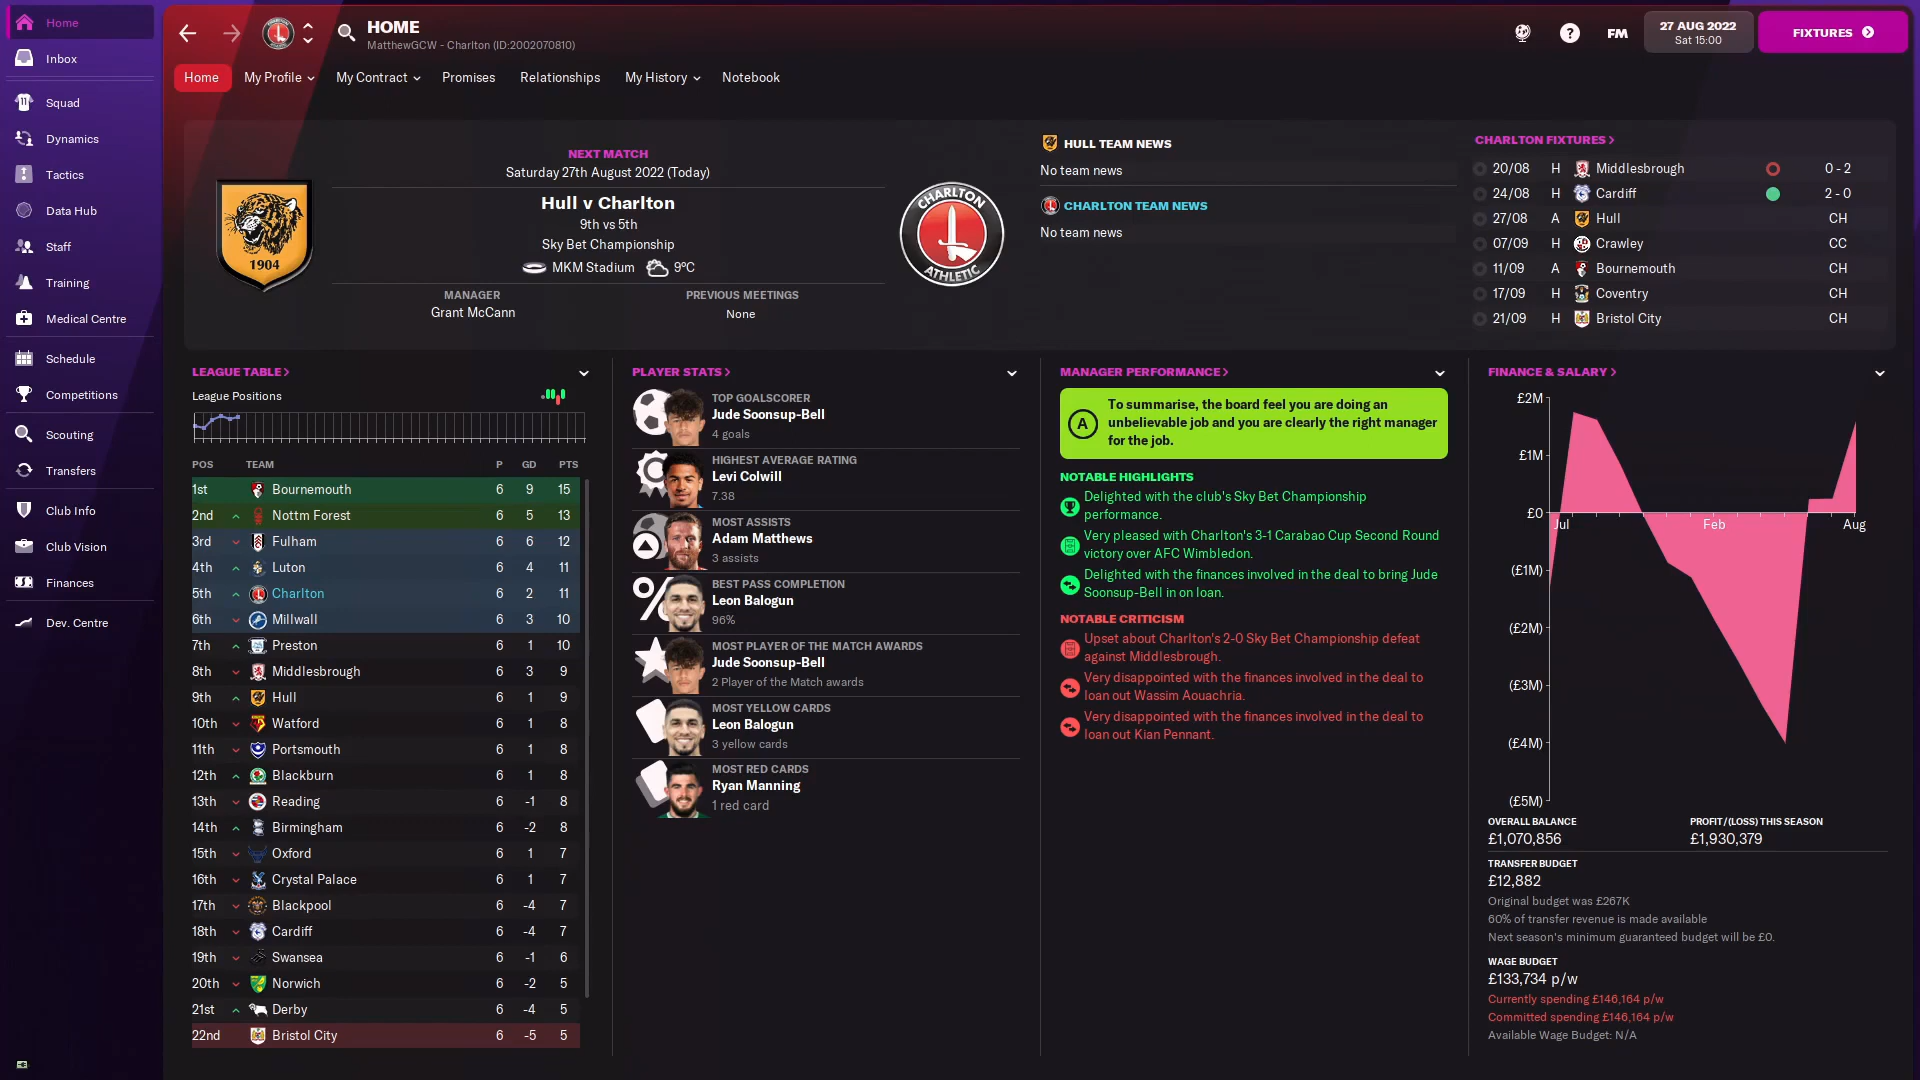 Home
Inbox
Squad
Dynamics
Tactics
Data Hub
Staff
Training
Medical Centre
Schedule
Competitions
Scouting
Transfers
Club Info
Club Vision
Finances
Dev. Centre
HOME
MatthewGCW - Charlton (ID:2002070810)
FM
27 AUG 2022
Sat 15:00
FIXTURES
Home My Profile My Contract Promises Relationships My History Notebook
1904
NEXT MATCH
Saturday 27th August 2022 (Today)
Hull v Charlton
9th vs 5th
Sky Bet Championship
MKM Stadium 9°C
MANAGER
Grant McCann
PREVIOUS MEETINGS
None
CHARLTON
ATHLETIC
HULL TEAM NEWS
No team news
CHARLTON TEAM NEWS
No team news
CHARLTON FIXTURES >
20/08 H Middlesbrough 0 - 2
24/08 H Cardiff 2 - 0
27/08 A Hull CH
07/09 H Crawley CC
11/09 A Bournemouth CH
17/09 H Coventry CH
21/09 H Bristol City CH
LEAGUE TABLE >
League Positions
POS TEAM P GD PTS
1st Bournemouth 6 9 15
2nd Nottm Forest 6 5 13
3rd Fulham 6 6 12
4th Luton 6 4 11
5th Charlton 6 2 11
6th Millwall 6 3 10
7th Preston 6 1 10
8th Middlesbrough 6 3 9
9th Hull 6 1 9
10th Watford 6 1 8
11th Portsmouth 6 1 8
12th Blackburn 6 1 8
13th Reading 6 -1 8
14th Birmingham 6 -2 8
15th Oxford 6 1 7
16th Crystal Palace 6 1 7
17th Blackpool 6 -4 7
18th Cardiff 6 -4 7
19th Swansea 6 -1 6
20th Norwich 6 -2 5
21st Derby 6 -4 5
22nd Bristol City 6 -5 5
PLAYER STATS >
TOP GOALSCORER
Jude Soonsup-Bell
4 goals
HIGHEST AVERAGE RATING
Levi Colwill
7.38
MOST ASSISTS
Adam Matthews
3 assists
BEST PASS COMPLETION
Leon Balogun
96%
MOST PLAYER OF THE MATCH AWARDS
Jude Soonsup-Bell
2 Player of the Match awards
MOST YELLOW CARDS
Leon Balogun
3 yellow cards
MOST RED CARDS
Ryan Manning
1 red card
MANAGER PERFORMANCE >
A
To summarise, the board feel you are doing an
unbelievable job and you are clearly the right manager
for the job.
NOTABLE HIGHLIGHTS
Delighted with the club's Sky Bet Championship
performance.
Very pleased with Charlton's 3-1 Carabao Cup Second Round
victory over AFC Wimbledon.
Delighted with the finances involved in the deal to bring Jude
Soonsup-Bell in on loan.
NOTABLE CRITICISM
Upset about Charlton's 2-0 Sky Bet Championship defeat
against Middlesbrough.
Very disappointed with the finances involved in the deal to
loan out Wassim Aouachria.
Very disappointed with the finances involved in the deal to
loan out Kian Pennant.
FINANCE & SALARY >
£2M
£1M
£0
(£1M)
(£2M)
(£3M)
(£4M)
(£5M)
Jul Feb Aug
OVERALL BALANCE
£1,070,856
PROFIT/(LOSS) THIS SEASON
£1,930,379
TRANSFER BUDGET
£12,882
Original budget was £267K
60% of transfer revenue is made available
Next season's minimum guaranteed budget will be £0.
WAGE BUDGET
£133,734 p/w
Currently spending £146,164 p/w
Committed spending £146,164 p/w
Available Wage Budget: N/A